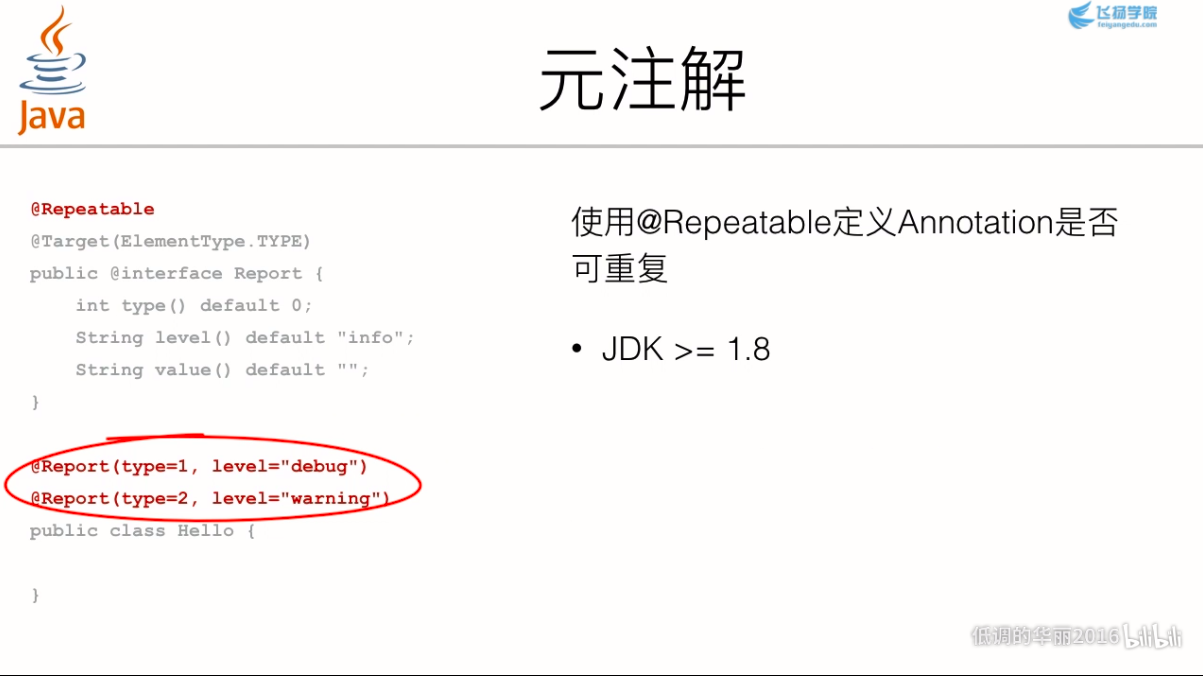 飞扬学院
feiyangedu.com
Java
元注解
@Repeatable
@Target(ElementType.TYPE)
public @interface Report {
    int type() default 0;
    String level() default "info";
    String value() default "";
}
@Report(type=1, level="debug")
@Report(type=2, level="warning")
public class Hello {
}
使用@Repeatable定义Annotation是否
可重复
• JDK >= 1.8
低调的华丽2016 bilibili